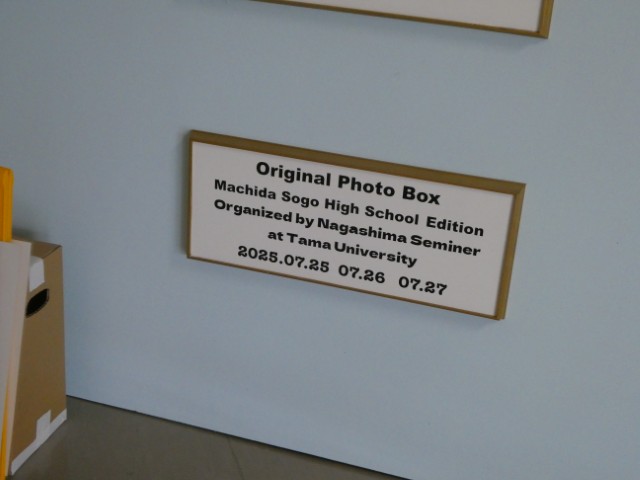 Original Photo Box
Machida Sogo High School Edition
Organized by Nagashima Seminer
at Tama University
2025.07.25 07.26 07.27